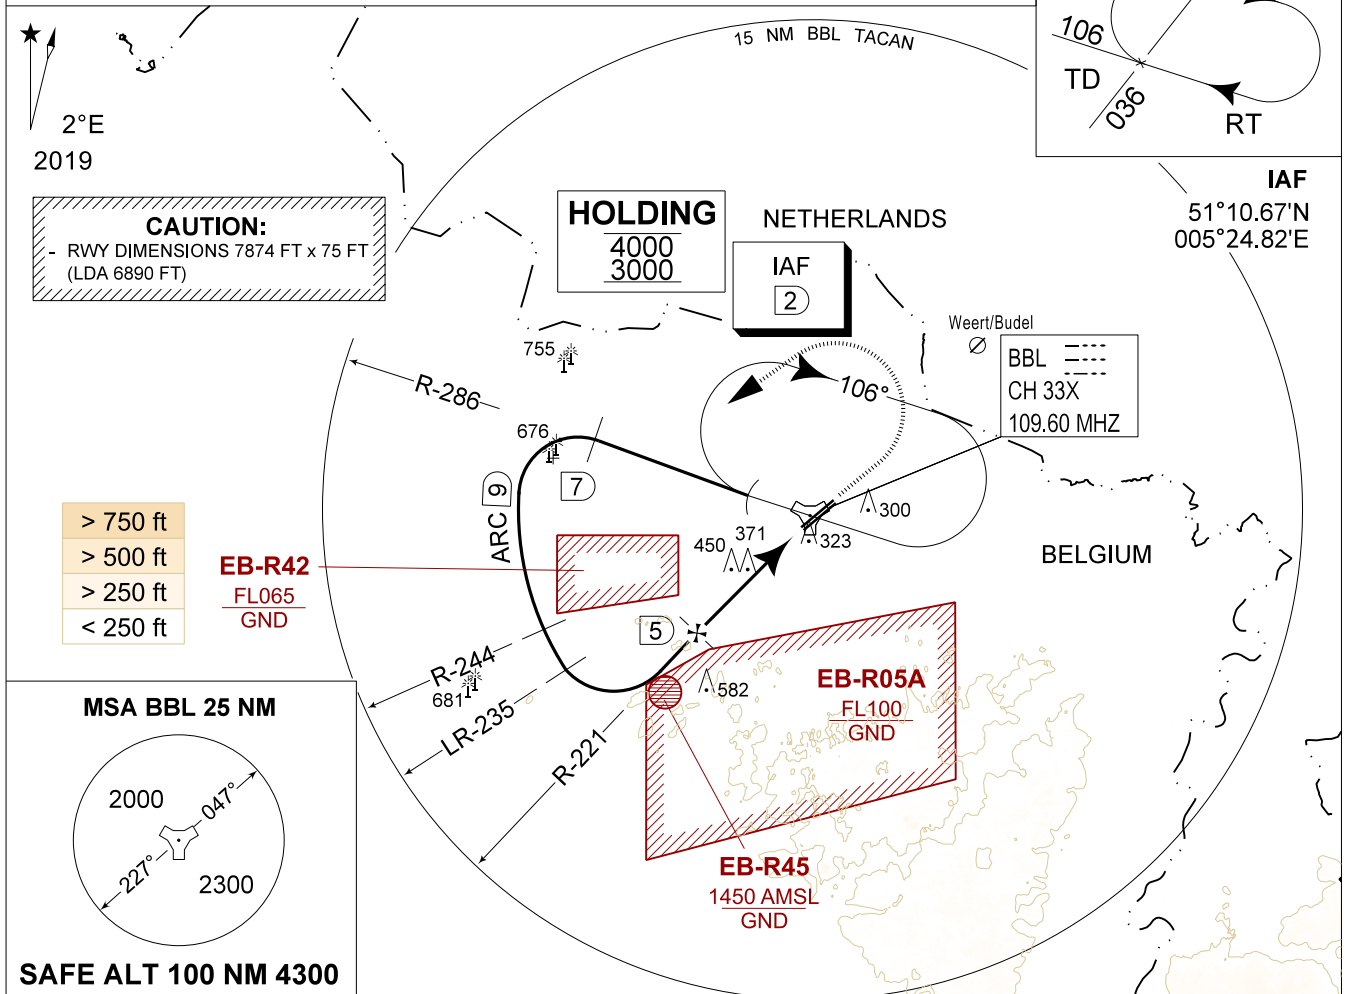 15 NM BBL TACAN
106
TD
036
RT
2°E
2019
IAF
51°10.67'N
005°24.82'E
CAUTION:
- RWY DIMENSIONS 7874 FT x 75 FT
(LDA 6890 FT)
HOLDING
4000
3000
NETHERLANDS
IAF
2
Weert/Budel
BBL
CH 33X
109.60 MHZ
755
R-286
106°
676
7
ARC 9
300
323
371
450
BELGIUM
> 750 ft
> 500 ft
> 250 ft
< 250 ft
EB-R42
FL065
GND
5
R-244
681
LR-235
R-221
582
EB-R05A
FL100
GND
EB-R45
1450 AMSL
GND
MSA BBL 25 NM
2000
047°
227°
2300
SAFE ALT 100 NM 4300